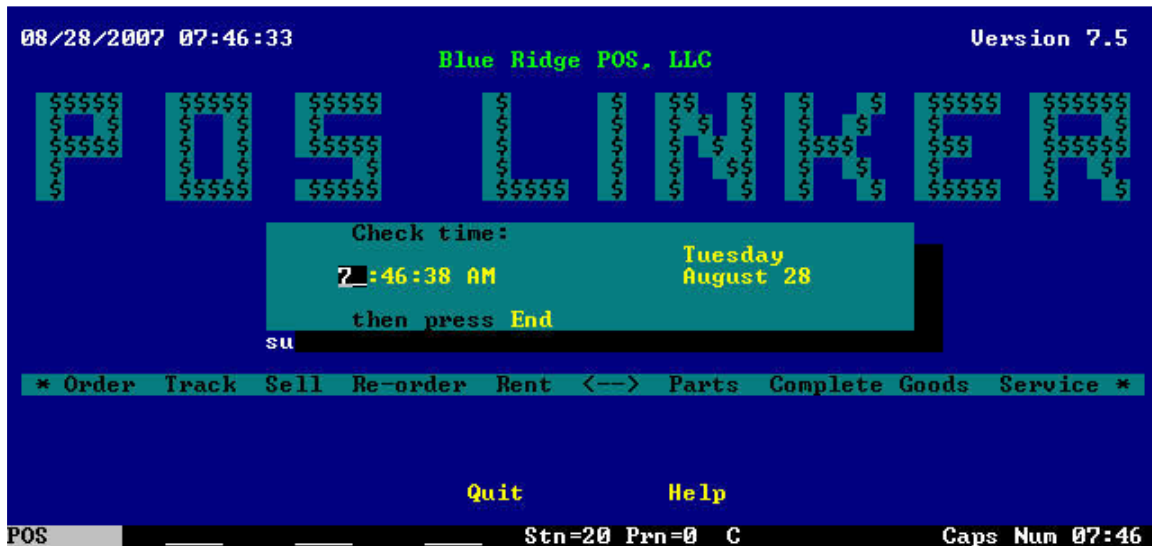 08/28/2007 07:46:33 Version 7.5
Blue Ridge POS, LLC
POS LINKER
Check time:
Tuesday
7 :46:38 AM August 28
then press End
su
* Order Track Sell Re-order Rent <--> Parts Complete Goods Service *
Quit Help
POS Stn=20 Prn=0 C Caps Num 07:46